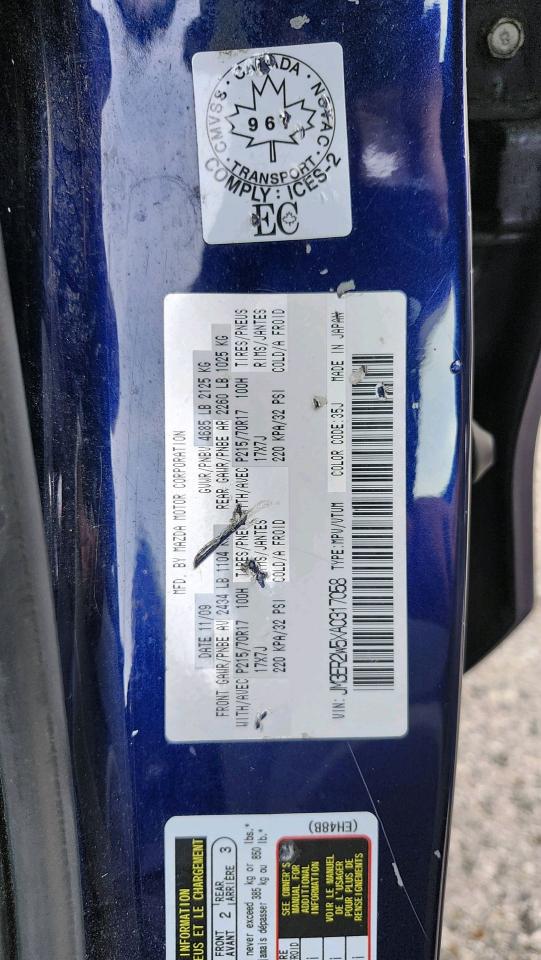 CMVSS · CANADA · NSVAC
96
· TRANSPORT ·
COMPLY: ICES-2
EC
MFD. BY MAZDA MOTOR CORPORATION
DATE 11/09 GVWR/PNBV 4685 LB 2125 KG
FRONT GAWR/PNBE AV 2434 LB 1104 REAR GAWR/PNBE AR 2260 LB 1025 KG
WITH/AVEC P215/70R17 100H TIRES/PNEU WITH/AVEC P215/70R17 100H TIRES/PNEUS
17X7J RIMS/JANTES 17X7J RIMS/JANTES
220 KPA/32 PSI COLD/A FROID 220 KPA/32 PSI COLD/A FROID
VIN: JM3ER2W5XAC317058 TYPE:MPV/VTUM COLOR CODE:35J MADE IN JAPAN
INFORMATION
EUS ET LE CHARGEMENT
FRONT 2 REAR 3
AVANT ARRIÈRE
never exceed kg or lbs.*
amais dépasser 385 kg ou 850 lb.*
SEE OWNER'S
MANUAL FOR
ADDITIONAL
INFORMATION
VOIR LE MANUEL
DE L'USAGER
POUR PLUS DE
RENSEIGNEMENTS
(EH48B)